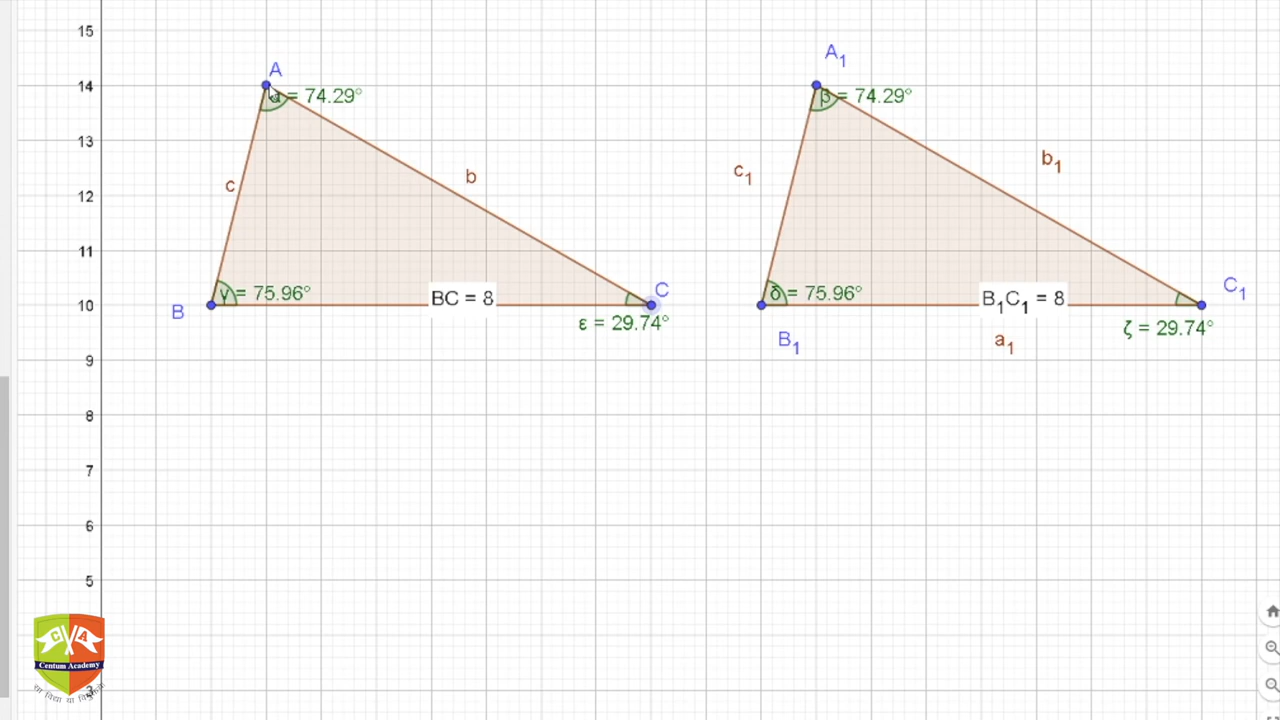 15
A
A1
14
α = 74.29°
β = 74.29°
13
b1
c1
b
c
12
11
γ = 75.96°
BC = 8
C
δ = 75.96°
B1C1 = 8
C1
10
B
ε = 29.74°
ζ = 29.74°
B1
a1
9
8
7
6
5
C A
Centum Academy